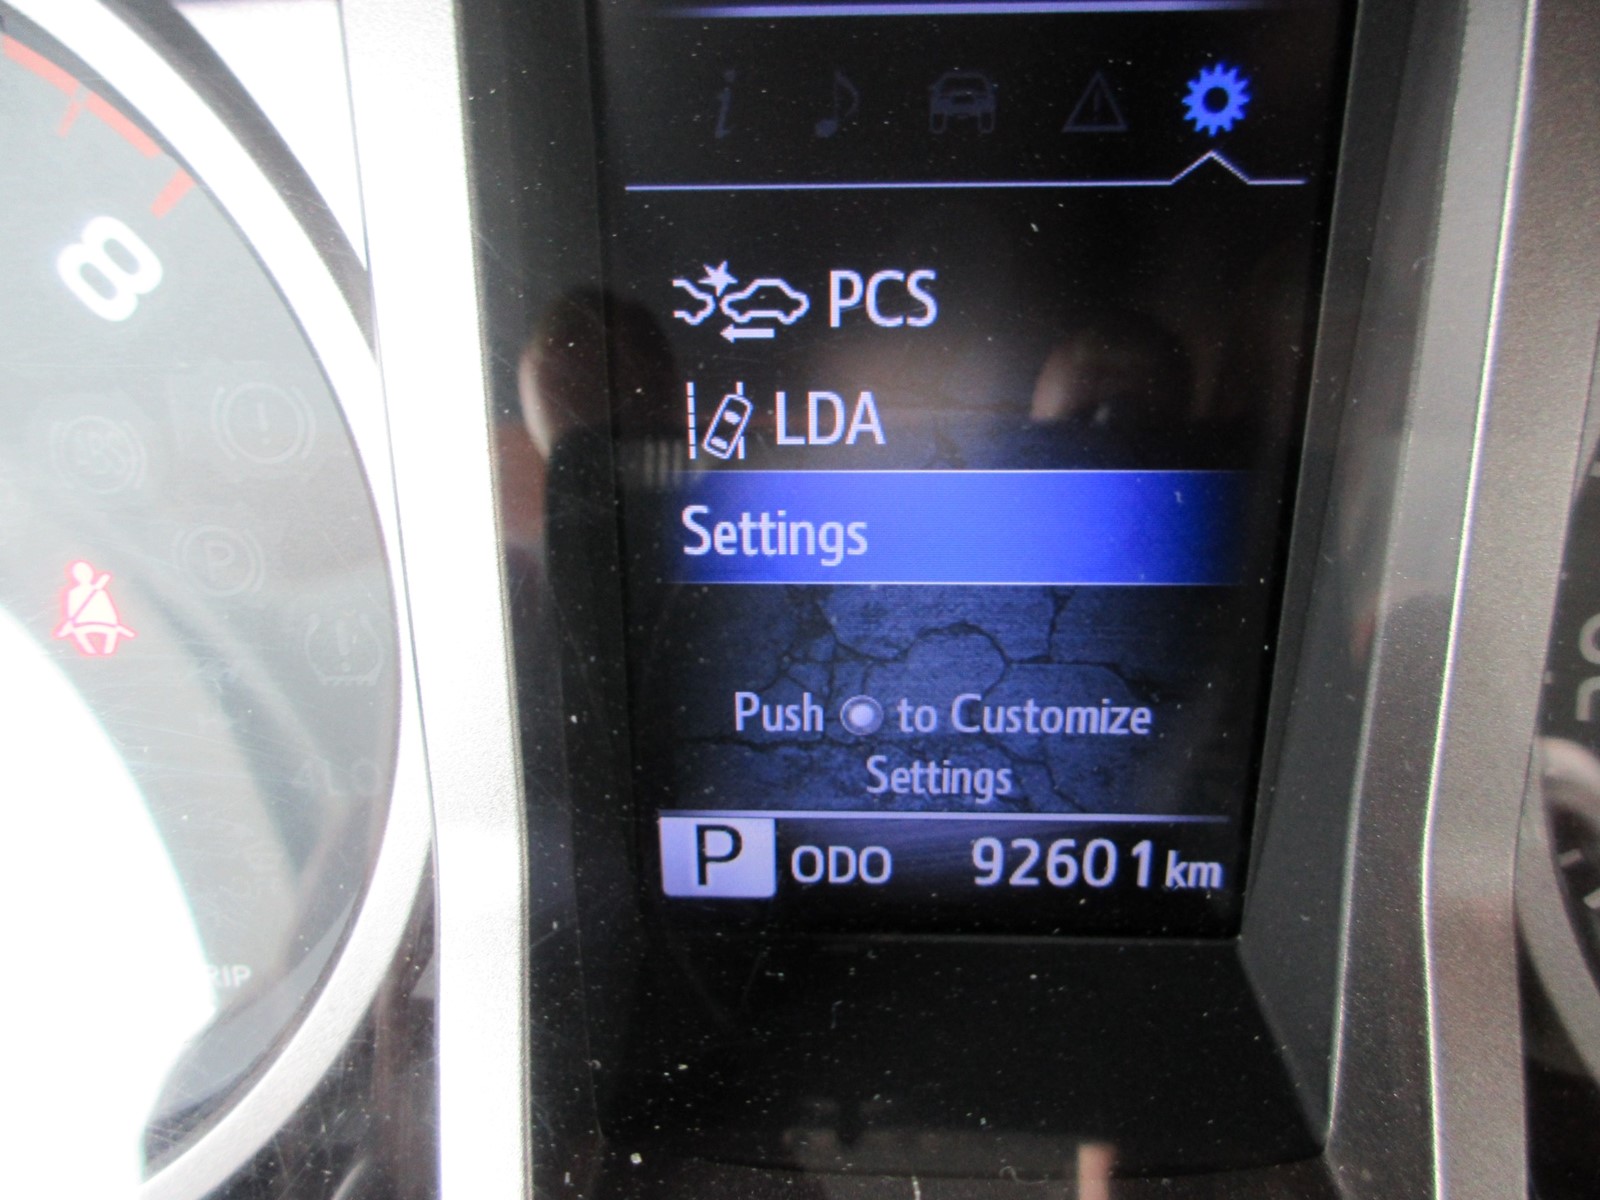 8
PCS
LDA
Settings
Push to Customize
Settings
P ODO 92601 km